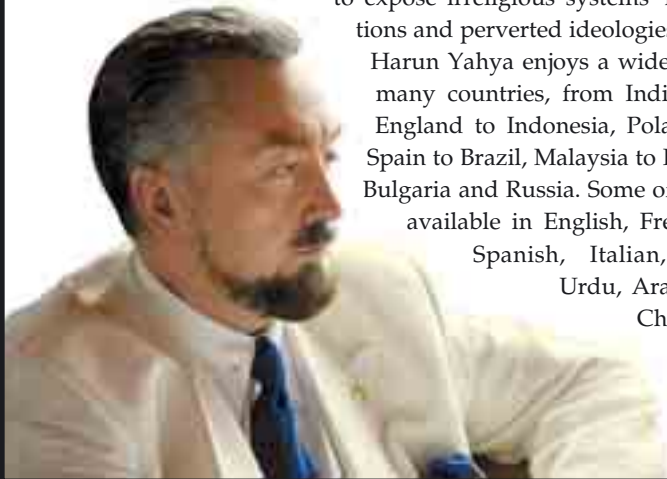 to expose irreligious systems
tions and perverted ideologies
Harun Yahya enjoys a wide
many countries, from Indi
England to Indonesia, Pola
Spain to Brazil, Malaysia to
Bulgaria and Russia. Some o
available in English, Fre
Spanish, Italian,
Urdu, Ara
Ch